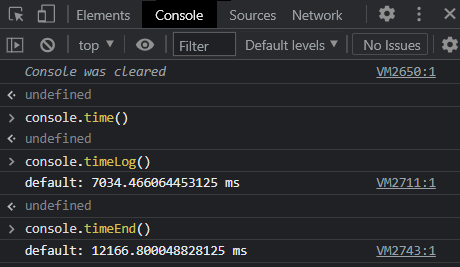 Elements Console Sources Network
top Filter Default levels No Issues
Console was cleared VM2650:1
undefined
console.time()
undefined
console.timeLog()
default: 7034.466064453125 ms VM2711:1
undefined
console.timeEnd()
default: 12166.800048828125 ms VM2743:1